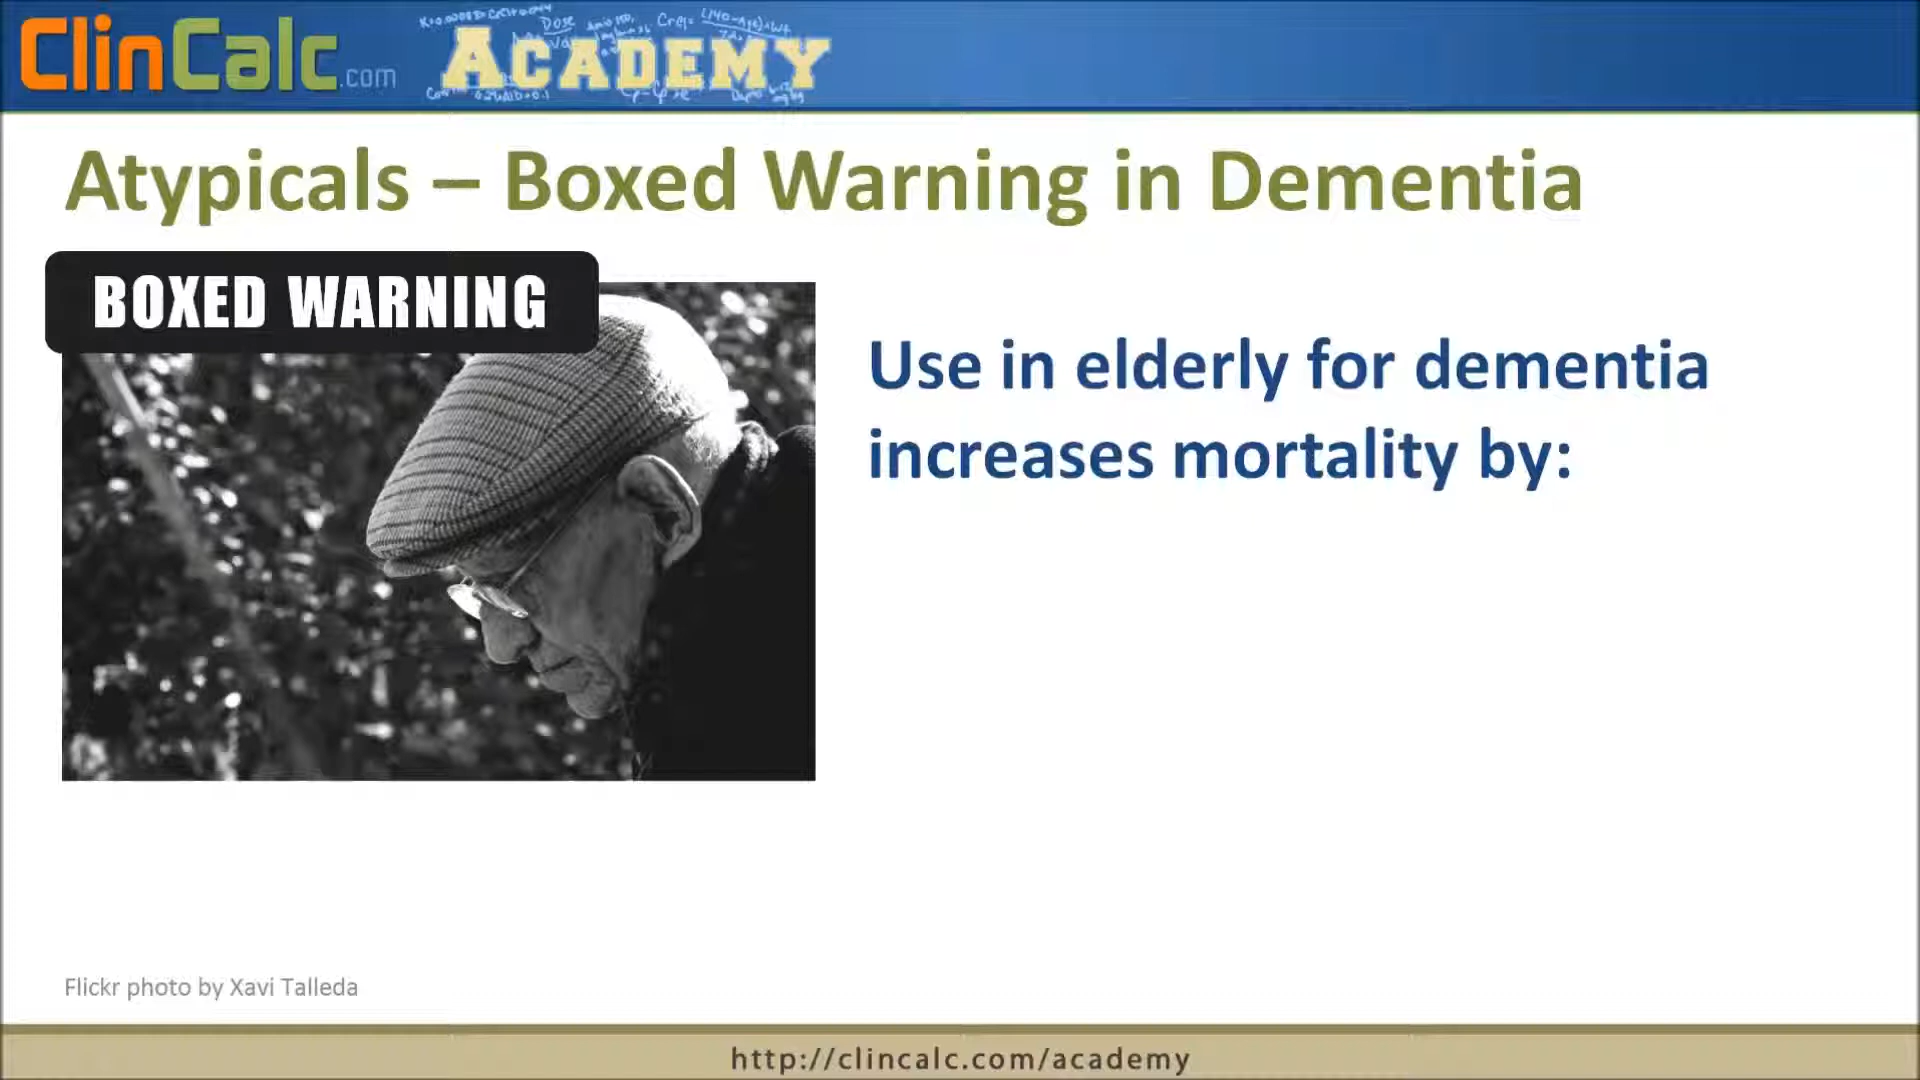 ClinCalc.com ACADEMY
Atypicals – Boxed Warning in Dementia
BOXED WARNING
Use in elderly for dementia
increases mortality by:
Flickr photo by Xavi Talleda
http://clincalc.com/academy